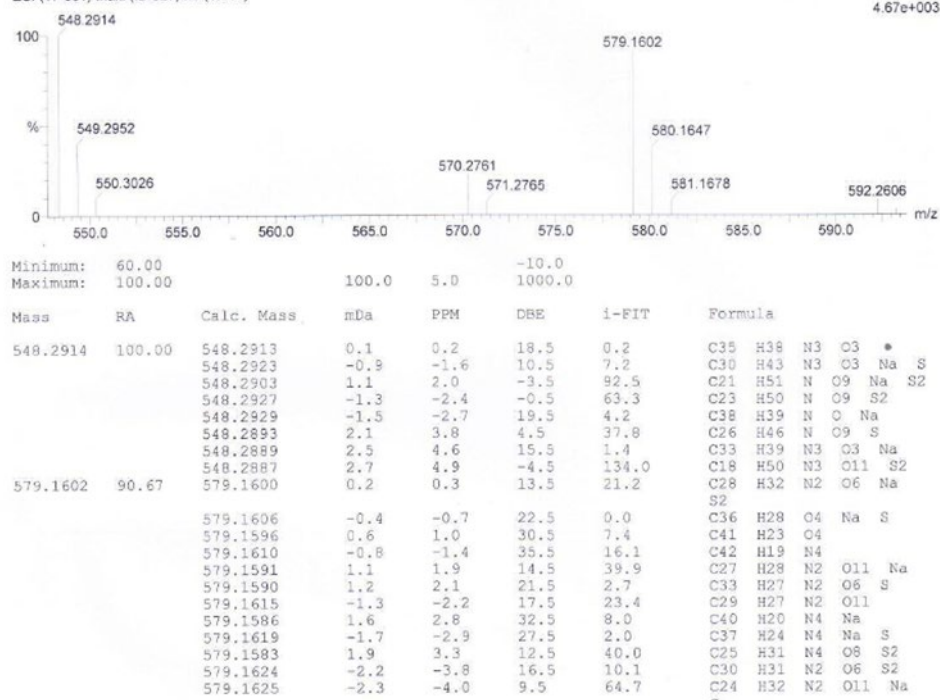 4.67e+003
548.2914
100
579.1602
%
549.2952
580.1647
570.2761
550.3026
571.2765
581.1678
592.2606
0
m/z
550.0 555.0 560.0 565.0 570.0 575.0 580.0 585.0 590.0
Minimum: 60.00 -10.0
Maximum: 100.00 100.0 5.0 1000.0
Mass RA Calc. Mass mDa PPM DBE i-FIT Formula
548.2914 100.00 548.2913 0.1 0.2 18.5 0.2 C35 H38 N3 O3
548.2923 -0.9 -1.6 10.5 7.2 C30 H43 N3 O3 Na S
548.2903 1.1 2.0 -3.5 92.5 C21 H51 N O9 Na S2
548.2927 -1.3 -2.4 -0.5 63.3 C23 H50 N O9 S2
548.2929 -1.5 -2.7 19.5 4.2 C38 H39 N O Na
548.2893 2.1 3.8 4.5 37.8 C26 H46 N O9 S
548.2889 2.5 4.6 15.5 1.4 C33 H39 N3 O3 Na
548.2887 2.7 4.9 -4.5 134.0 C18 H50 N3 O11 S2
579.1602 90.67 579.1600 0.2 0.3 13.5 21.2 C28 H32 N2 O6 Na
S2
579.1606 -0.4 -0.7 22.5 0.0 C36 H28 O4 Na S
579.1596 0.6 1.0 30.5 7.4 C41 H23 O4
579.1610 -0.8 -1.4 35.5 16.1 C42 H19 N4
579.1591 1.1 1.9 14.5 39.9 C27 H28 N2 O11 Na
579.1590 1.2 2.1 21.5 2.7 C33 H27 N2 O6 S
579.1615 -1.3 -2.2 17.5 23.4 C29 H27 N2 O11
579.1586 1.6 2.8 32.5 8.0 C40 H20 N4 Na
579.1619 -1.7 -2.9 27.5 2.0 C37 H24 N4 Na S
579.1583 1.9 3.3 12.5 40.0 C25 H31 N4 O8 S2
579.1624 -2.2 -3.8 16.5 10.1 C30 H31 N2 O6 S2
579.1625 -2.3 -4.0 9.5 64.7 C24 H32 N2 O11 Na